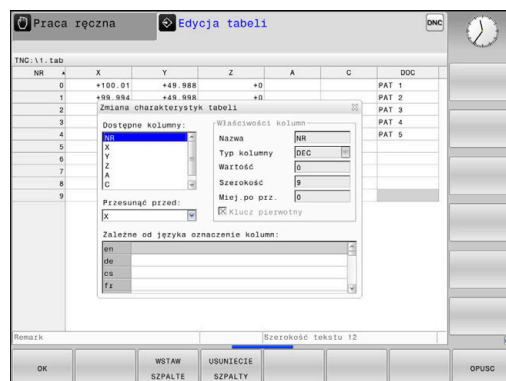 Praca ręczna
Edycja tabeli
DNC
TNC:\1.tab
NR X Y Z A C DOC
0 +100.01 +49.988 +0 PAT 1
1 +99.994 +49.998 +0 PAT 2
2 PAT 3
3 PAT 4
4 PAT 5
5
6
7
8
9
Zmiana charakterystyk tabeli
Dostępne kolumny:
NR
X
Y
Z
A
C
Przesunąć przed:
X
Właściwości kolumn
Nazwa NR
Typ kolumny DEC
Wartość 0
Szerokość 9
Miej.po prz. 0
Klucz pierwotny
Zależne od języka oznaczenie kolumn:
en
de
cs
fr
Remark
Szerokość tekstu 12
OK
WSTAW SZPALTE
USUNIECIE SZPALTY
OPUSC